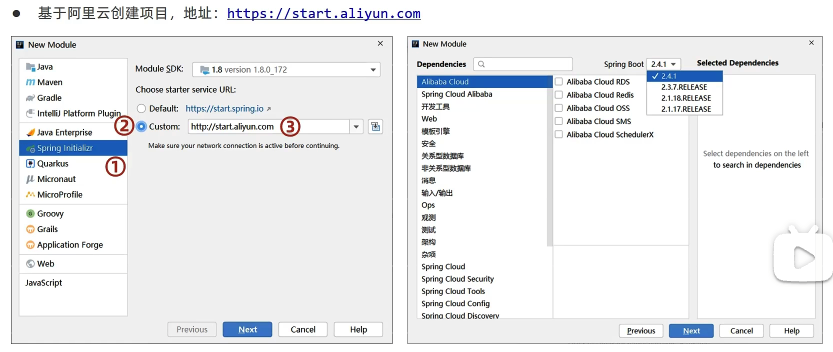 ● 基于阿里云创建项目，地址：https://start.aliyun.com
New Module
Java
Maven
Gradle
IntelliJ Platform Plugin
Java Enterprise
Spring Initializr
Quarkus
Micronaut
MicroProfile
Groovy
Grails
Application Forge
Web
JavaScript
①
②
Module SDK: 1.8 version 1.8.0_172
Choose starter service URL:
Default: https://start.spring.io ↗
Custom: http://start.aliyun.com ③
Make sure your network connection is active before continuing.
Previous Next Cancel Help
New Module
Dependencies Spring Boot 2.4.1 Selected Dependencies
✓ 2.4.1
2.3.7.RELEASE
2.1.18.RELEASE
2.1.17.RELEASE
Alibaba Cloud
Spring Cloud Alibaba
开发工具
Web
模板引擎
安全
关系型数据库
非关系型数据库
消息
输入/输出
Ops
观测
测试
架构
杂项
Spring Cloud
Spring Cloud Security
Spring Cloud Tools
Spring Cloud Config
Spring Cloud Discovery
Alibaba Cloud RDS
Alibaba Cloud Redis
Alibaba Cloud OSS
Alibaba Cloud SMS
Alibaba Cloud SchedulerX
Select dependencies on the left
to search in dependencies
Previous Next Cancel Help